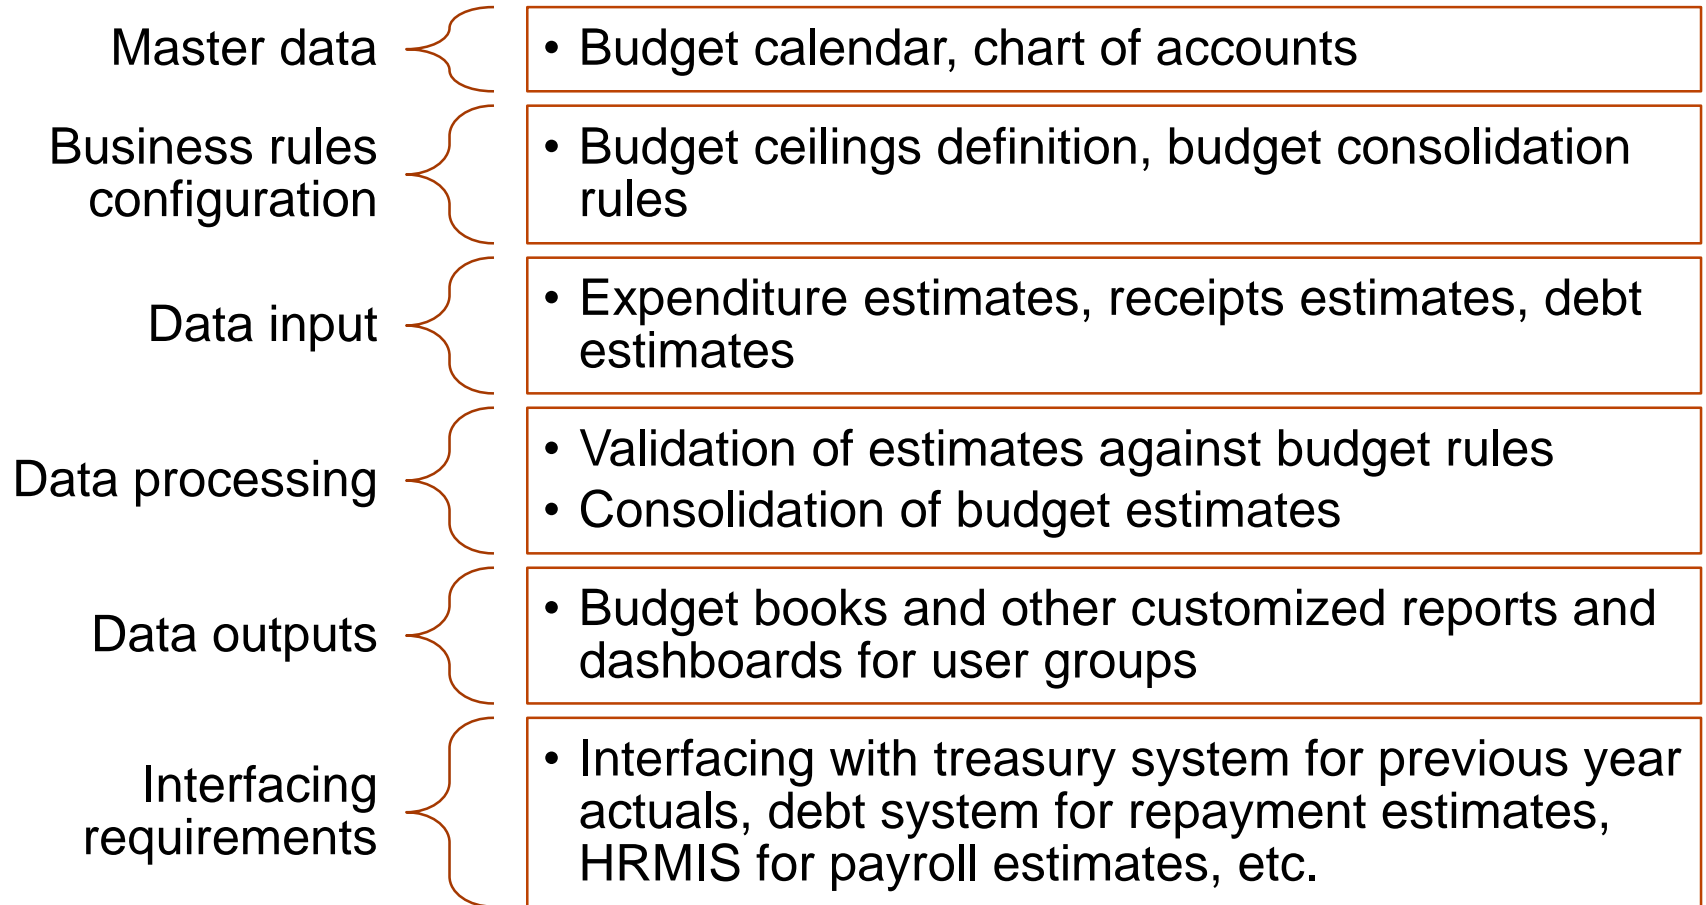 Master data
• Budget calendar, chart of accounts
Business rules
configuration
• Budget ceilings definition, budget consolidation
rules
Data input
• Expenditure estimates, receipts estimates, debt
estimates
Data processing
• Validation of estimates against budget rules
• Consolidation of budget estimates
Data outputs
• Budget books and other customized reports and
dashboards for user groups
Interfacing
requirements
• Interfacing with treasury system for previous year
actuals, debt system for repayment estimates,
HRMIS for payroll estimates, etc.